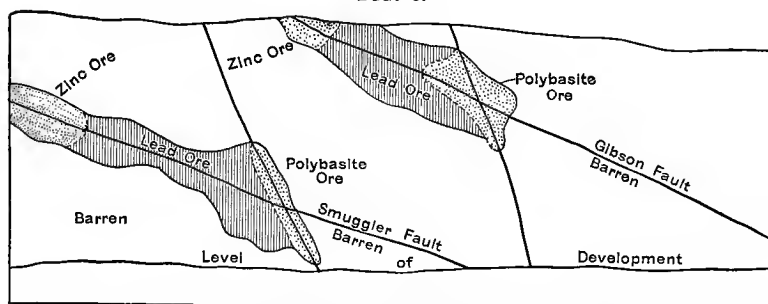 Zinc Ore
Zinc Ore
Lead Ore
Polybasite
Ore
Gibson Fault
Barren
Lead Ore
Polybasite
Ore
Barren
Smuggler Fault
Barren
Level of Development